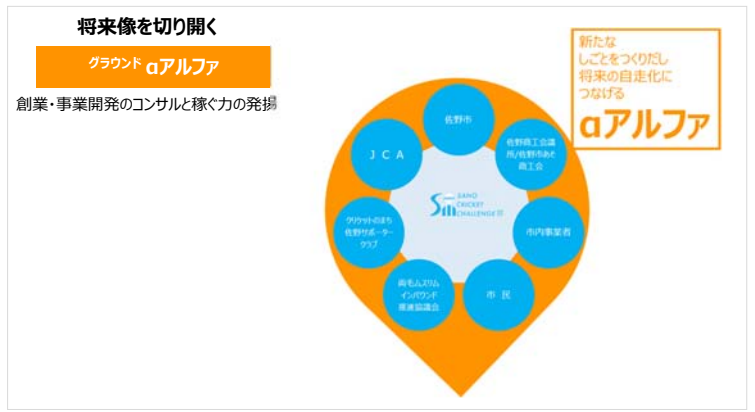 将来像を切り開く
グラウンド αアルファ
創業・事業開発のコンサルと稼ぐ力の発揚
新たな
しごとをつくりだし
将来の自走化に
つなげる
αアルファ
佐野市
佐野商工会議
所/佐野市あそ
商工会
JCA
SANO
CRICKET
CHALLENGE
クリケットのまち
佐野サポーター
クラブ
市内事業者
両毛ムスリム
インバウンド
推進協議会
市民